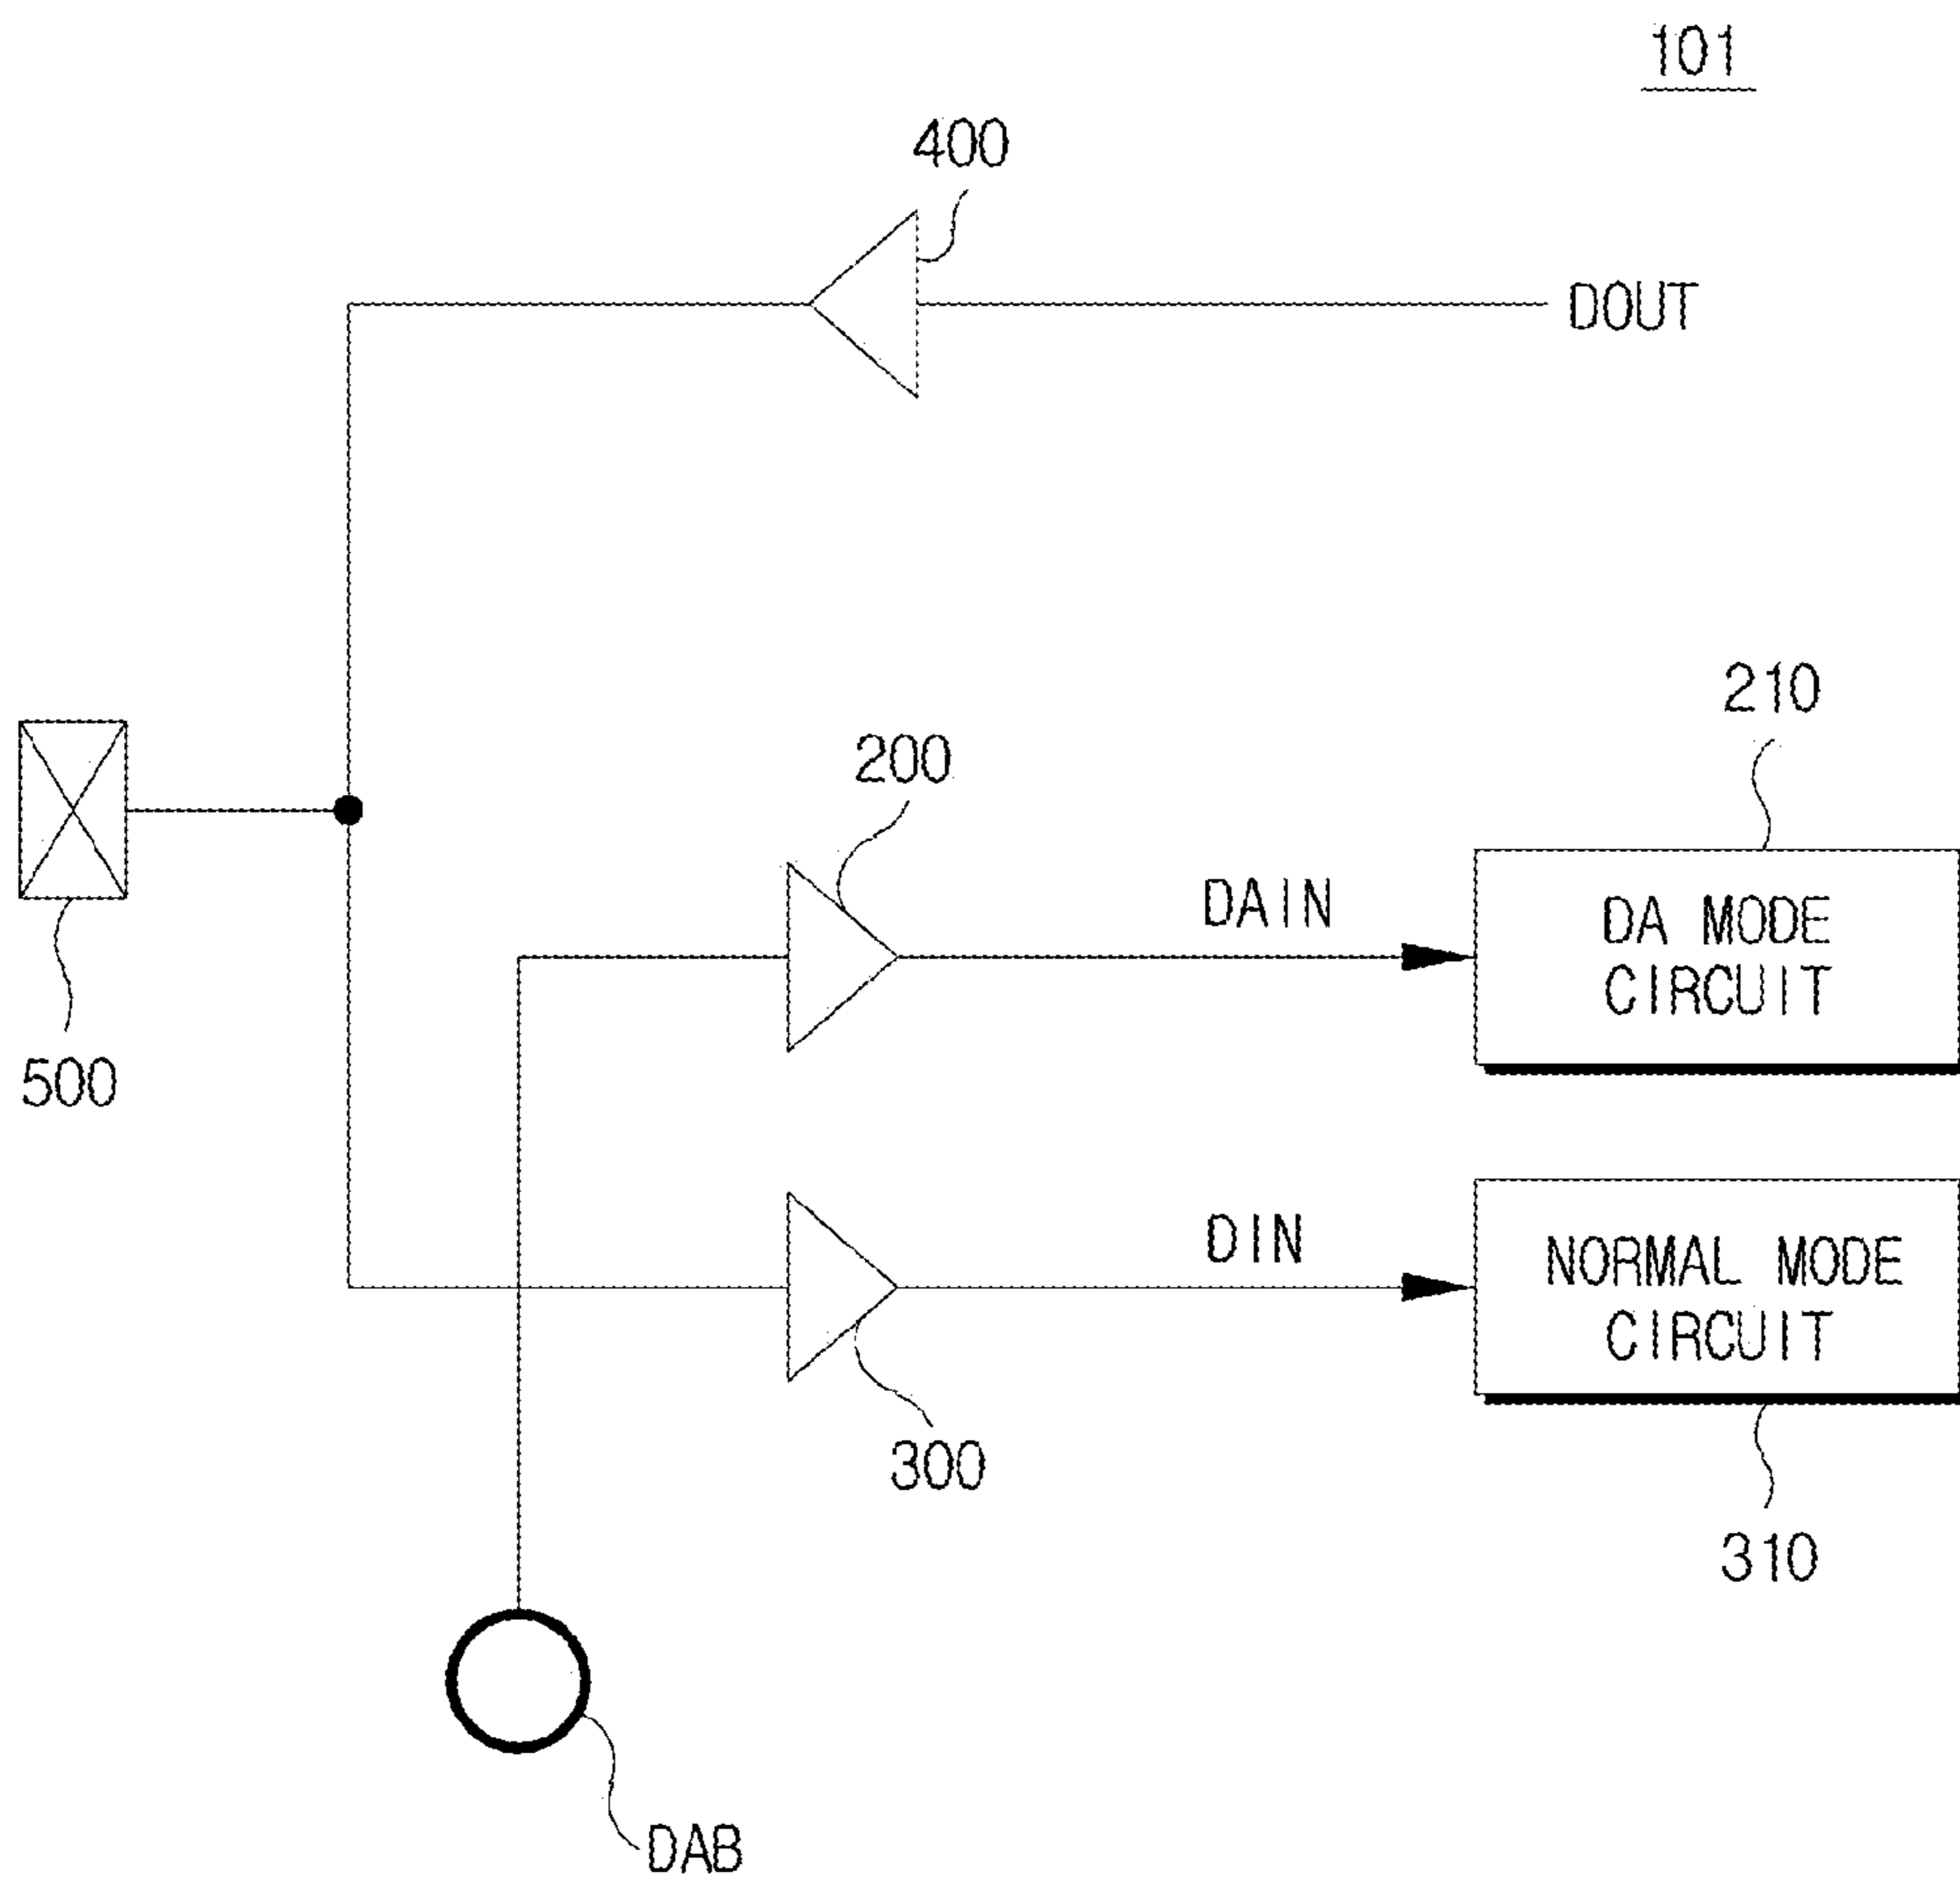 101
400
DOUT
210
200
DAIN
DA MODE
CIRCUIT
500
DIN
NORMAL MODE
CIRCUIT
300
310
DAB